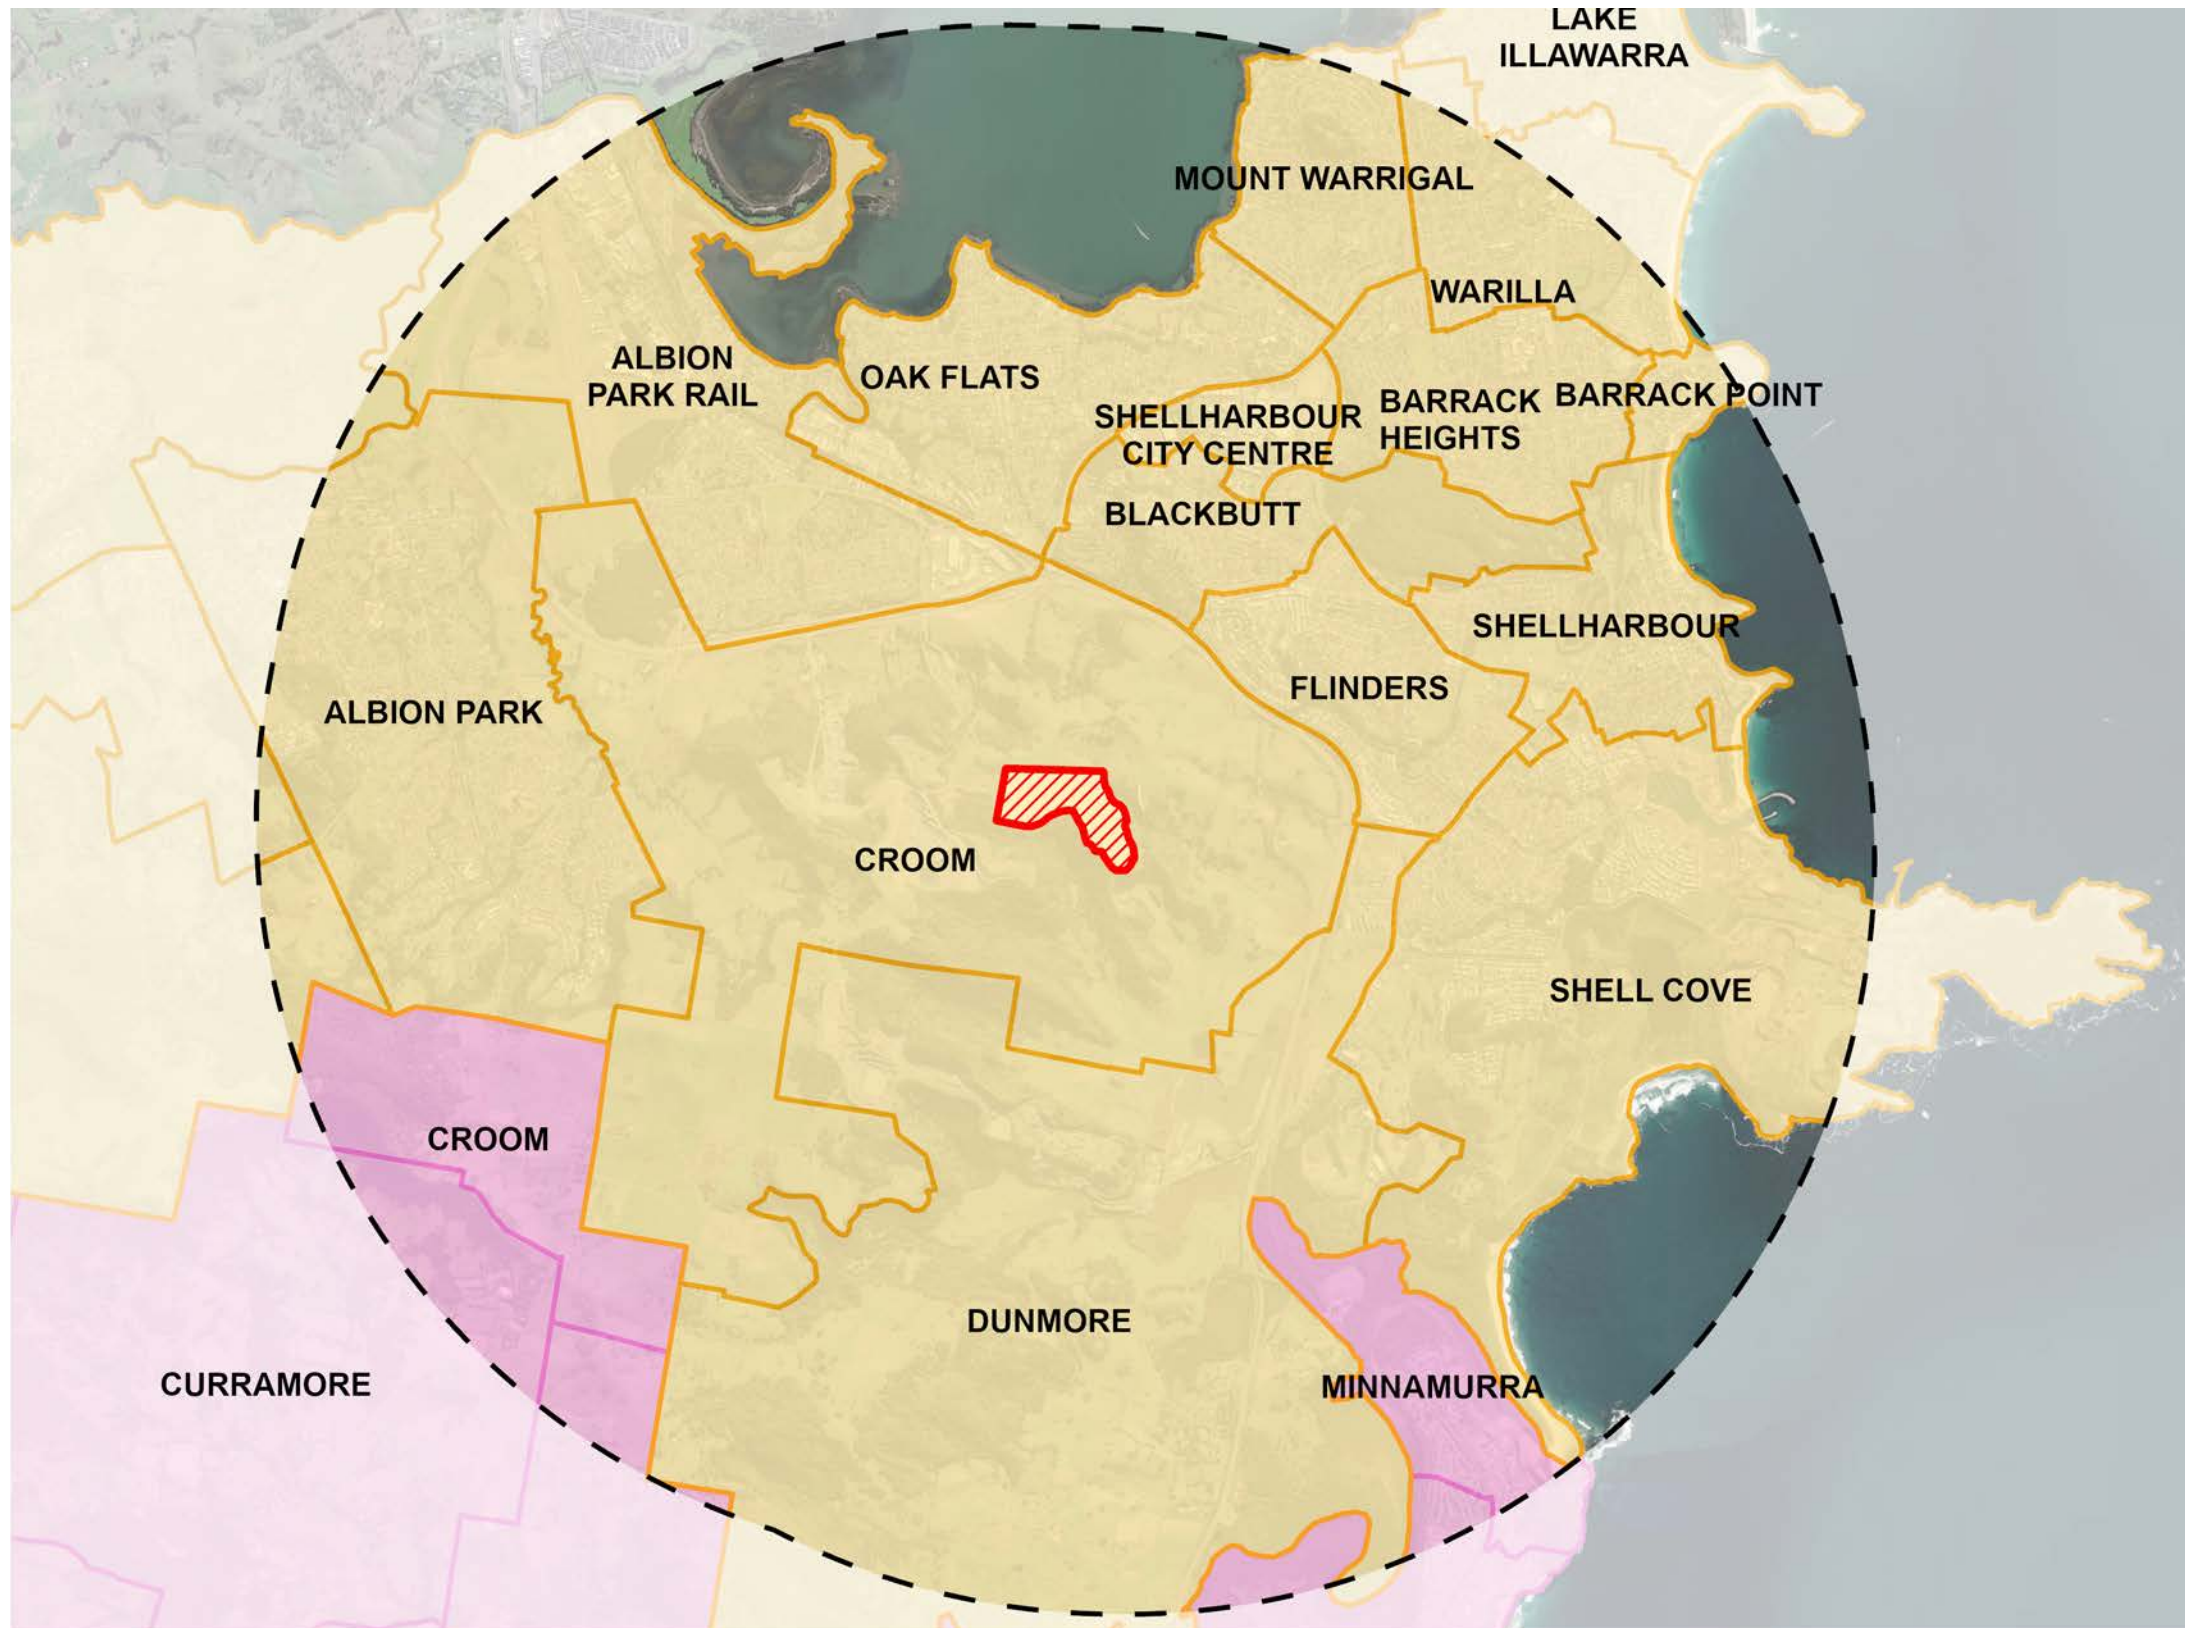 LAKE
ILLAWARRA
MOUNT WARRIGAL
WARILLA
ALBION
PARK RAIL
OAK FLATS
SHELLHARBOUR
CITY CENTRE
BARRACK
HEIGHTS
BARRACK POINT
BLACKBUTT
SHELLHARBOUR
FLINDERS
ALBION PARK
CROOM
SHELL COVE
CROOM
DUNMORE
CURRAMORE
MINNAMURRA